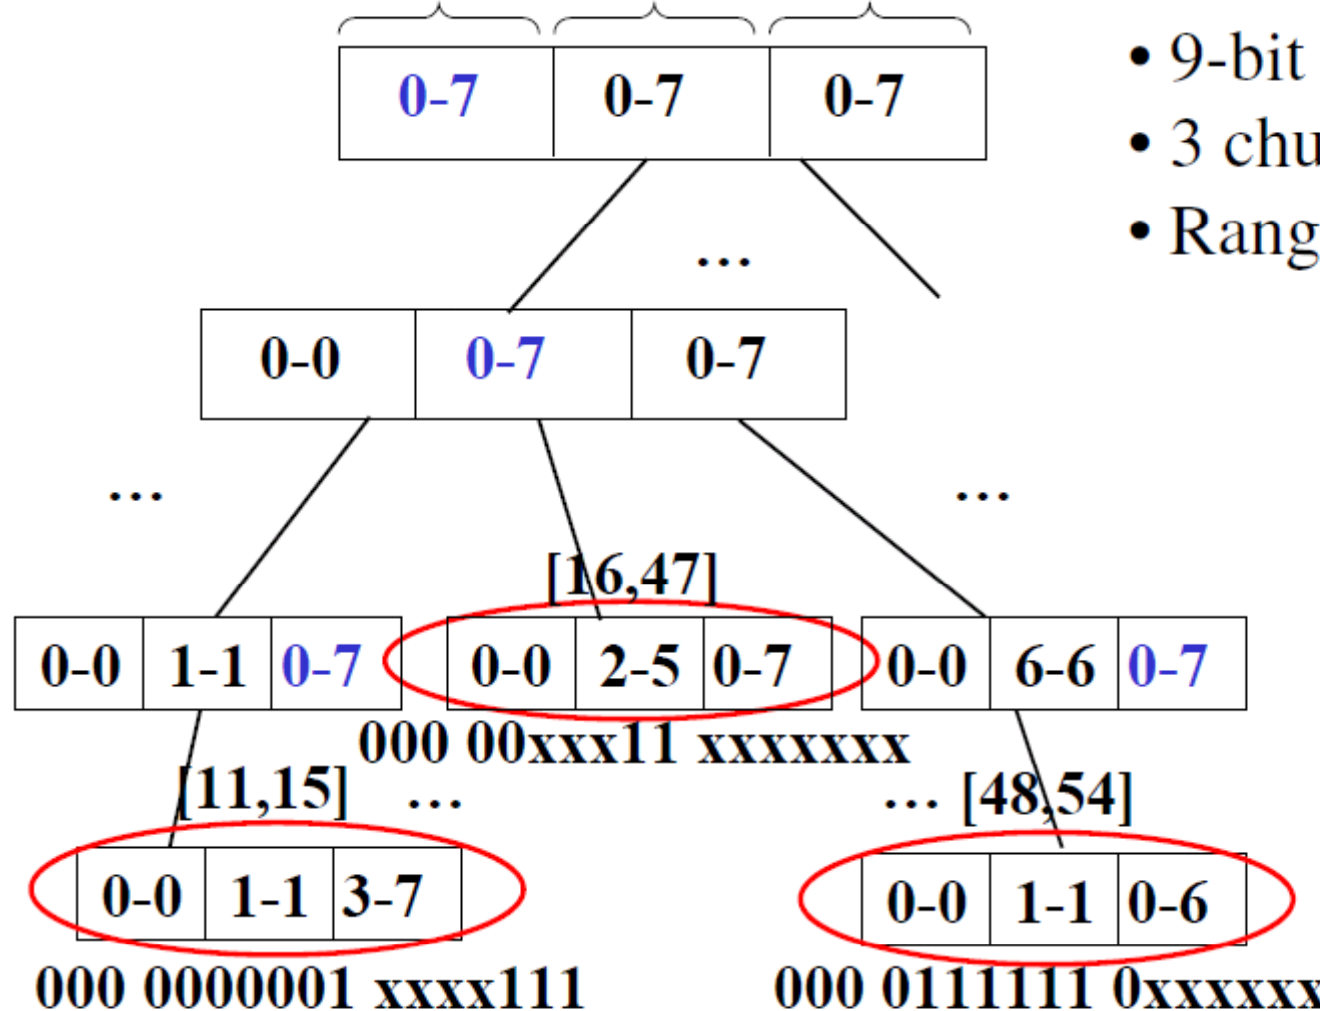 0-7 0-7 0-7
• 9-bit
• 3 chu
• Rang
...
0-0 0-7 0-7
... ...
[16,47]
0-0 1-1 0-7 0-0 2-5 0-7 0-0 6-6 0-7
000 00xxx11 xxxxxxx
[11,15] ... ... [48,54]
0-0 1-1 3-7 0-0 1-1 0-6
000 0000001 xxxx111 000 0111111 0xxxxxx